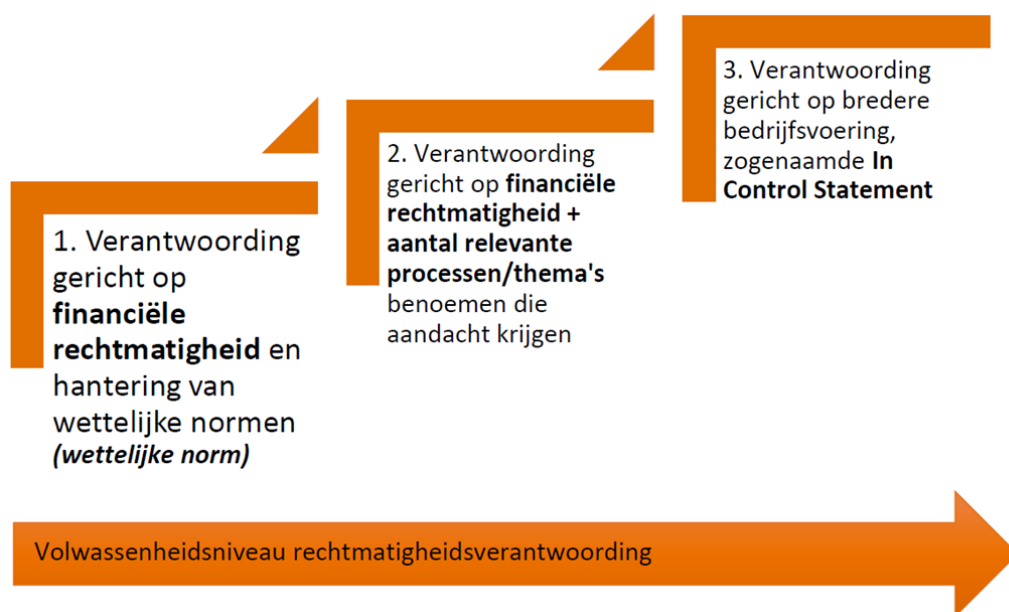 1. Verantwoording
gericht op
financiële
rechtmatigheid en
hantering van
wettelijke normen
(wettelijke norm)
2. Verantwoording
gericht op financiële
rechtmatigheid +
aantal relevante
processen/thema's
benoemen die
aandacht krijgen
3. Verantwoording
gericht op bredere
bedrijfsvoering,
zogenaamde In
Control Statement
Volwassenheidsniveau rechtmatigheidsverantwoording